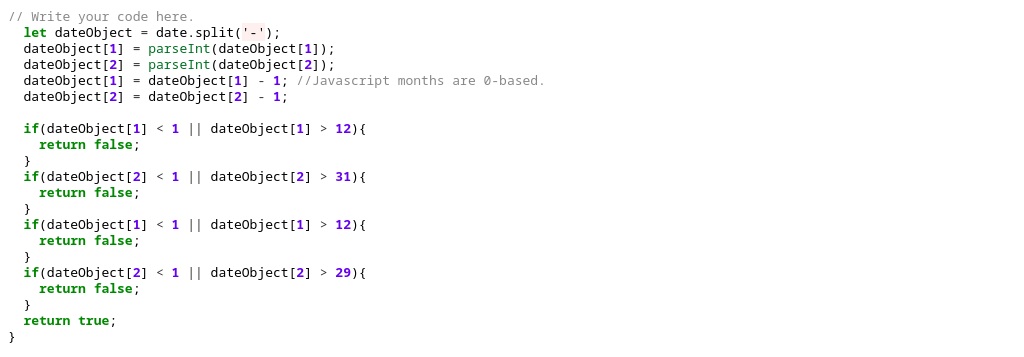 // Write your code here.
  let dateObject = date.split('-');
  dateObject[1] = parseInt(dateObject[1]);
  dateObject[2] = parseInt(dateObject[2]);
  dateObject[1] = dateObject[1] - 1; //Javascript months are 0-based.
  dateObject[2] = dateObject[2] - 1;

  if(dateObject[1] < 1 || dateObject[1] > 12){
    return false;
  }
  if(dateObject[2] < 1 || dateObject[2] > 31){
    return false;
  }
  if(dateObject[1] < 1 || dateObject[1] > 12){
    return false;
  }
  if(dateObject[2] < 1 || dateObject[2] > 29){
    return false;
  }
  return true;
}